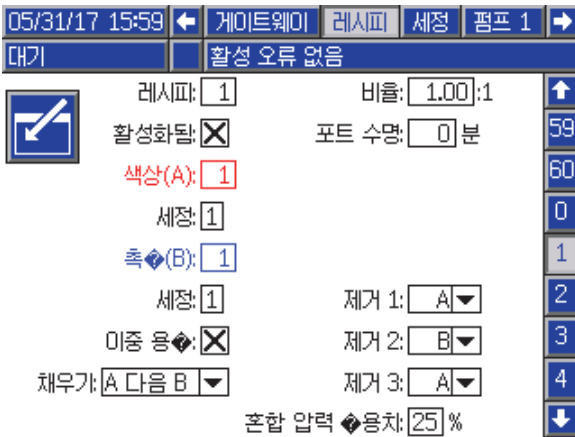 05/31/17 15:59 게이트웨이 레시피 세정 펌프 1
대기 활성 오류 없음
레시피: 1 비율: 1.00:1
활성화됨: 포트 수명: 0 분
색상(A): 1
세정: 1
촉�(B): 1
세정: 1 제거 1: A
이중 용�: 제거 2: B
채우기: A 다음 B 제거 3: A
혼합 압력 �용치: 25 %
59
60
0
1
2
3
4